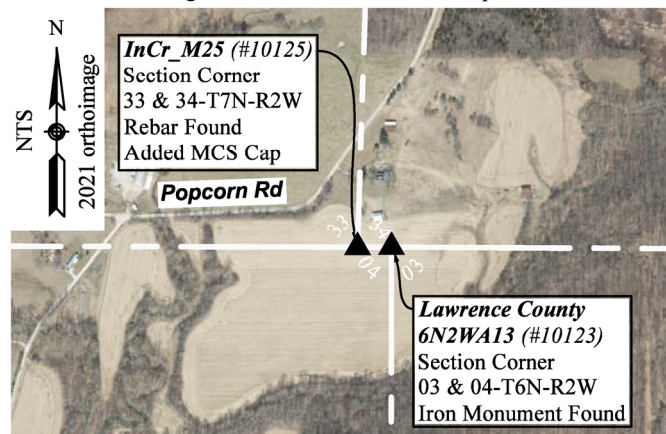 N
NTS
2021 orthoimage
InCr_M25 (#10125)
Section Corner
33 & 34-T7N-R2W
Rebar Found
Added MCS Cap
Popcorn Rd
33
34
04
03
Lawrence County
6N2WA13 (#10123)
Section Corner
03 & 04-T6N-R2W
Iron Monument Found